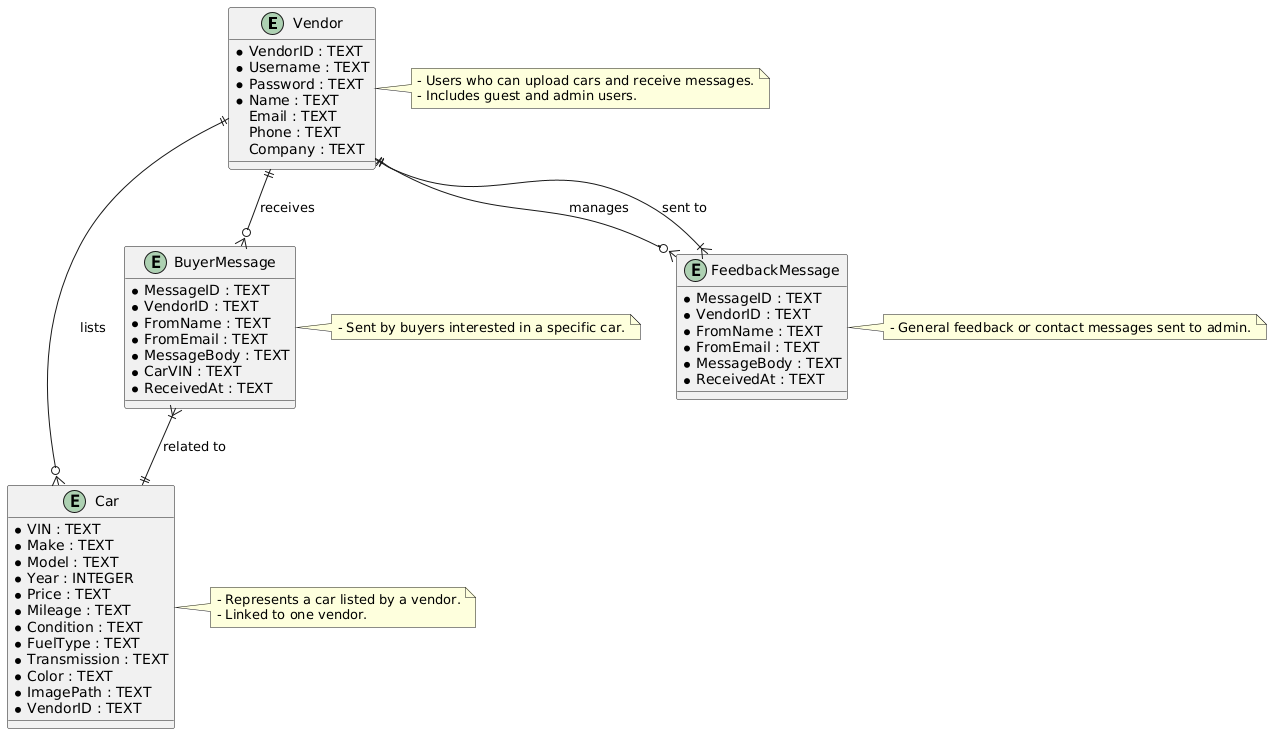 E Vendor
VendorID : TEXT
Username : TEXT
Password : TEXT
Name : TEXT
Email : TEXT
Phone : TEXT
Company : TEXT
- Users who can upload cars and receive messages.
- Includes guest and admin users.
receives
manages
sent to
E BuyerMessage
MessageID : TEXT
VendorID : TEXT
FromName : TEXT
FromEmail : TEXT
MessageBody : TEXT
CarVIN : TEXT
ReceivedAt : TEXT
- Sent by buyers interested in a specific car.
E FeedbackMessage
MessageID : TEXT
VendorID : TEXT
FromName : TEXT
FromEmail : TEXT
MessageBody : TEXT
ReceivedAt : TEXT
- General feedback or contact messages sent to admin.
lists
related to
E Car
VIN : TEXT
Make : TEXT
Model : TEXT
Year : INTEGER
Price : TEXT
Mileage : TEXT
Condition : TEXT
FuelType : TEXT
Transmission : TEXT
Color : TEXT
ImagePath : TEXT
VendorID : TEXT
- Represents a car listed by a vendor.
- Linked to one vendor.